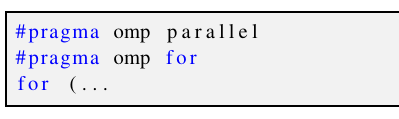 #pragma omp parallel
#pragma omp for
for (...